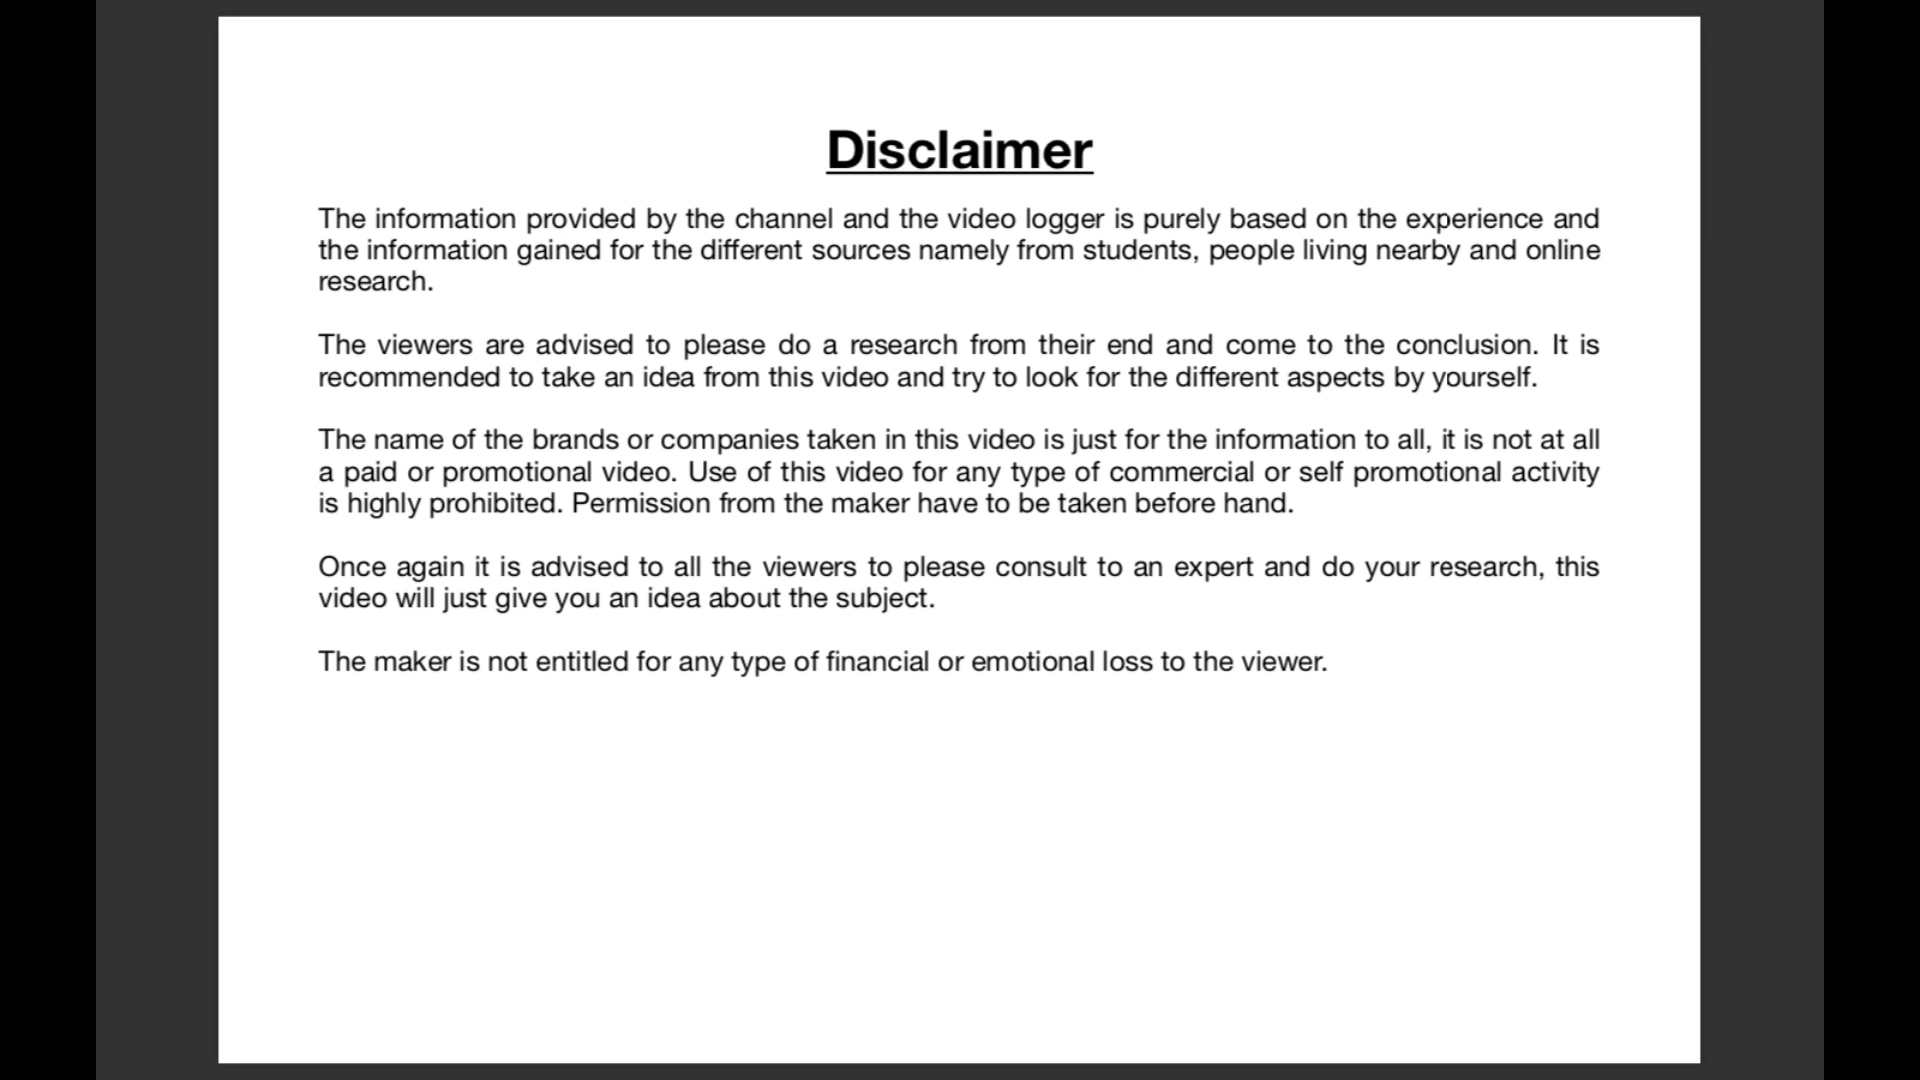 Disclaimer
The information provided by the channel and the video logger is purely based on the experience and
the information gained for the different sources namely from students, people living nearby and online
research.
The viewers are advised to please do a research from their end and come to the conclusion. It is
recommended to take an idea from this video and try to look for the different aspects by yourself.
The name of the brands or companies taken in this video is just for the information to all, it is not at all
a paid or promotional video. Use of this video for any type of commercial or self promotional activity
is highly prohibited. Permission from the maker have to be taken before hand.
Once again it is advised to all the viewers to please consult to an expert and do your research, this
video will just give you an idea about the subject.
The maker is not entitled for any type of financial or emotional loss to the viewer.